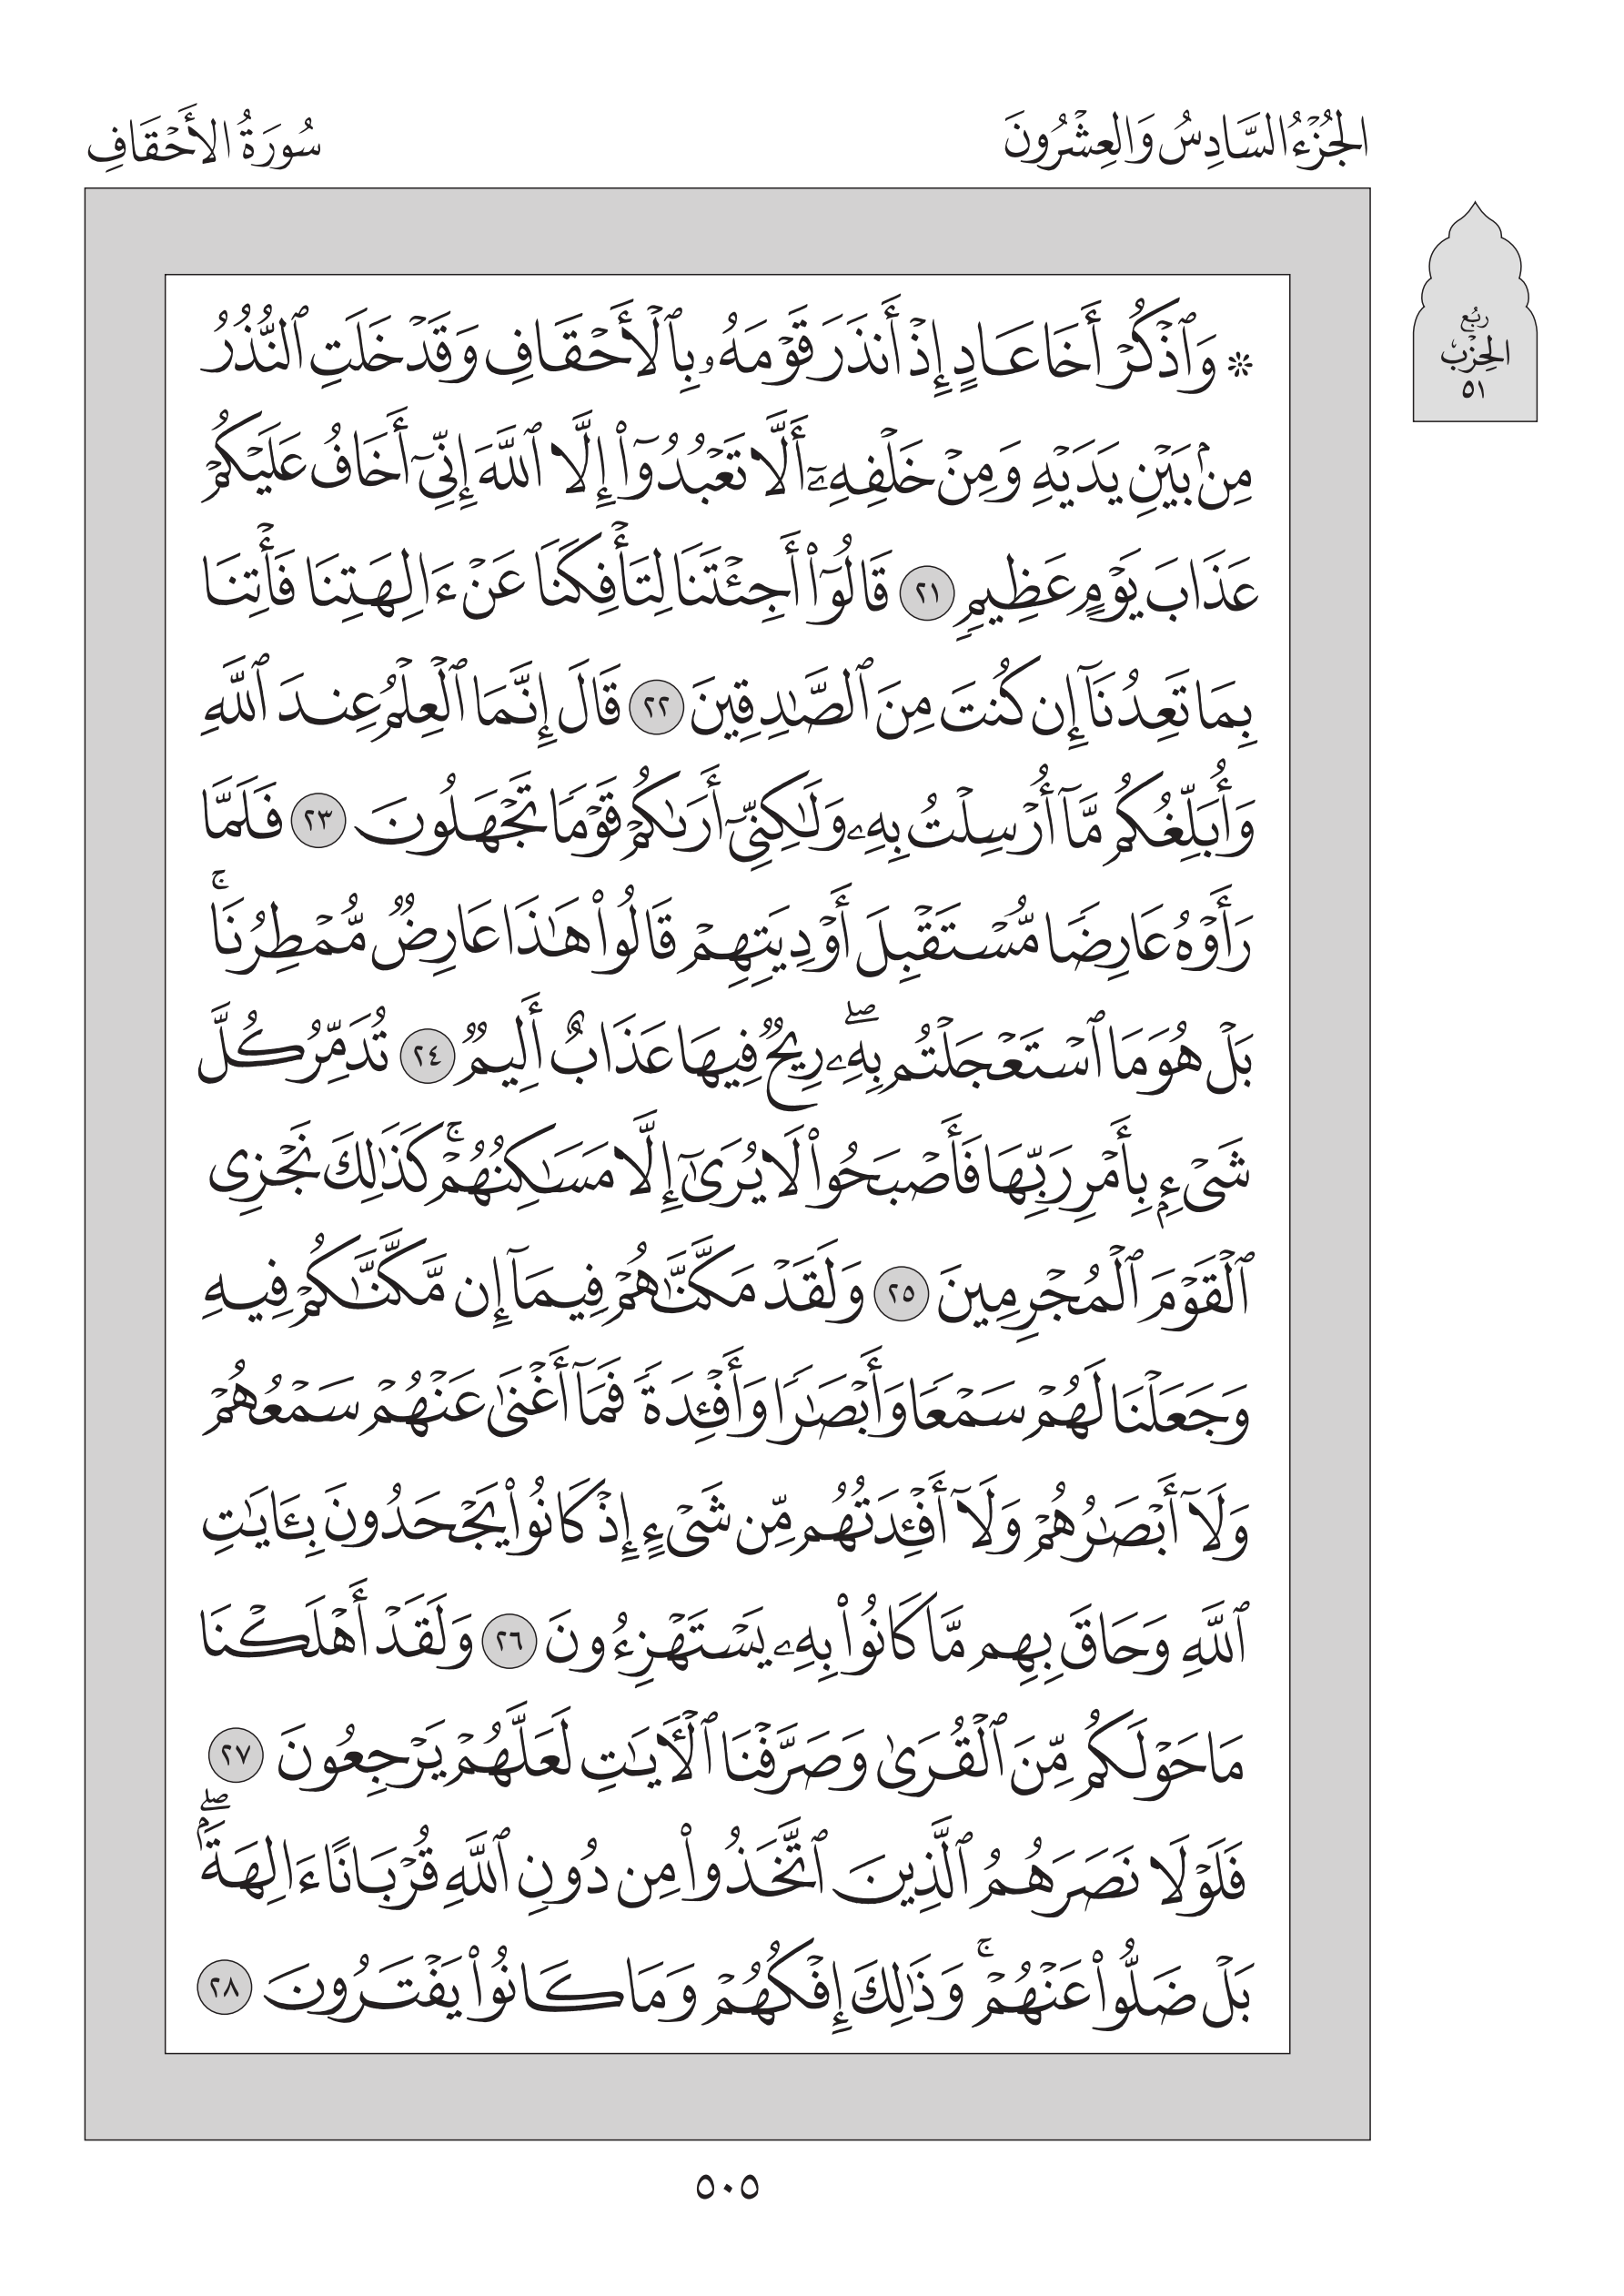 الجُزْءُ السَّادِسُ وَالعِشْرُونَ
سُورَةُ الأَحْقَافِ
رُبْع
الحِزْبِ
٥١
۞ وَٱذْكُرْ أَخَا عَادٍ إِذْ أَنذَرَ قَوْمَهُۥ بِٱلْأَحْقَافِ وَقَدْ خَلَتِ ٱلنُّذُرُ
مِنۢ بَيْنِ يَدَيْهِ وَمِنْ خَلْفِهِۦٓ أَلَّا تَعْبُدُوٓا۟ إِلَّا ٱللَّهَ إِنِّىٓ أَخَافُ عَلَيْكُمْ
عَذَابَ يَوْمٍ عَظِيمٍ ٢١ قَالُوٓا۟ أَجِئْتَنَا لِتَأْفِكَنَا عَنْ ءَالِهَتِنَا فَأْتِنَا
بِمَا تَعِدُنَآ إِن كُنتَ مِنَ ٱلصَّٰدِقِينَ ٢٢ قَالَ إِنَّمَا ٱلْعِلْمُ عِندَ ٱللَّهِ
وَأُبَلِّغُكُم مَّآ أُرْسِلْتُ بِهِۦ وَلَٰكِنِّىٓ أَرَىٰكُمْ قَوْمًا تَجْهَلُونَ ٢٣ فَلَمَّا
رَأَوْهُ عَارِضًا مُّسْتَقْبِلَ أَوْدِيَتِهِمْ قَالُوا۟ هَٰذَا عَارِضٌ مُّمْطِرُنَا ۚ
بَلْ هُوَ مَا ٱسْتَعْجَلْتُم بِهِۦ ۖ رِيحٌ فِيهَا عَذَابٌ أَلِيمٌ ٢٤ تُدَمِّرُ كُلَّ
شَىْءٍۭ بِأَمْرِ رَبِّهَا فَأَصْبَحُوا۟ لَا يُرَىٰٓ إِلَّا مَسَٰكِنُهُمْ ۚ كَذَٰلِكَ نَجْزِى
ٱلْقَوْمَ ٱلْمُجْرِمِينَ ٢٥ وَلَقَدْ مَكَّنَّٰهُمْ فِيمَآ إِن مَّكَّنَّٰكُمْ فِيهِ
وَجَعَلْنَا لَهُمْ سَمْعًا وَأَبْصَٰرًا وَأَفْـِٔدَةً فَمَآ أَغْنَىٰ عَنْهُمْ سَمْعُهُمْ
وَلَآ أَبْصَٰرُهُمْ وَلَآ أَفْـِٔدَتُهُم مِّن شَىْءٍ إِذْ كَانُوا۟ يَجْحَدُونَ بِـَٔايَٰتِ
ٱللَّهِ وَحَاقَ بِهِم مَّا كَانُوا۟ بِهِۦ يَسْتَهْزِءُونَ ٢٦ وَلَقَدْ أَهْلَكْنَا
مَا حَوْلَكُم مِّنَ ٱلْقُرَىٰ وَصَرَّفْنَا ٱلْـَٔايَٰتِ لَعَلَّهُمْ يَرْجِعُونَ ٢٧
فَلَوْلَا نَصَرَهُمُ ٱلَّذِينَ ٱتَّخَذُوا۟ مِن دُونِ ٱللَّهِ قُرْبَانًا ءَالِهَةَۢ ۖ
بَلْ ضَلُّوا۟ عَنْهُمْ ۚ وَذَٰلِكَ إِفْكُهُمْ وَمَا كَانُوا۟ يَفْتَرُونَ ٢٨
٥٠٥